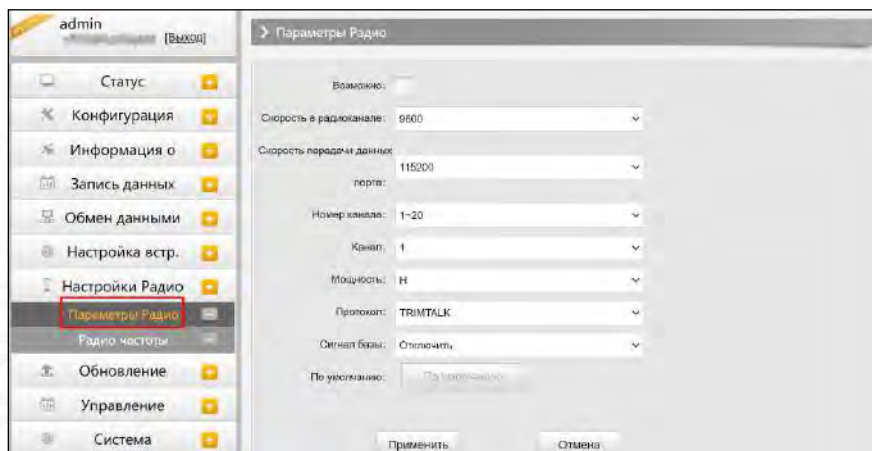 admin
[Выход]
Статус
Конфигурация
Информация о
Запись данных
Обмен данными
Настройка встр.
Настройки Радио
Параметры Радио
Радио частоты
Обновление
Управление
Система
Параметры Радио
Возможно:
Скорость в радиоканале: 9600
Скорость передачи данных
порта: 115200
Номер канала: 1~20
Канал: 1
Мощность: H
Протокол: TRIMTALK
Сигнал базы: Отключить
По умолчанию: По умолчанию
Применить Отмена